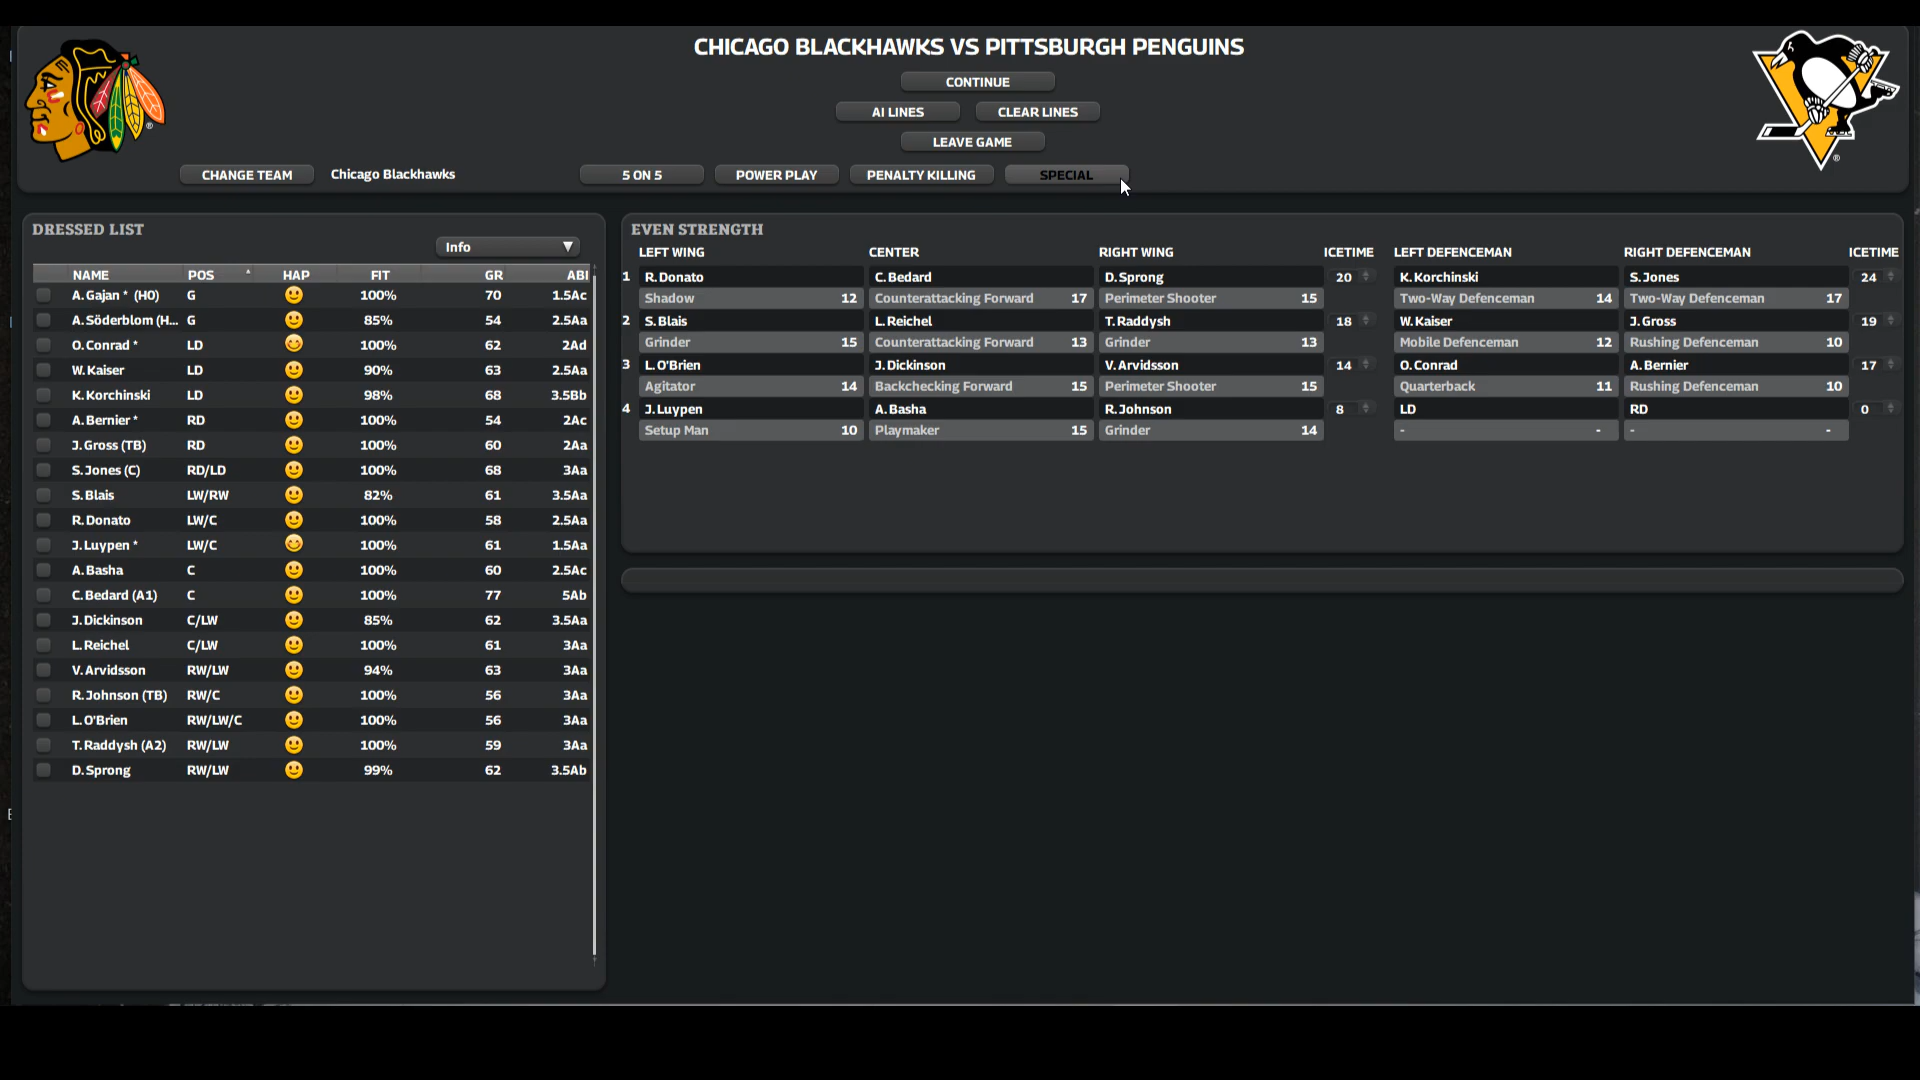 CHICAGO BLACKHAWKS VS PITTSBURGH PENGUINS
CONTINUE
AI LINES CLEAR LINES
LEAVE GAME
CHANGE TEAM Chicago Blackhawks 5 ON 5 POWER PLAY PENALTY KILLING SPECIAL
DRESSED LIST
Info
NAME POS HAP FIT GR ABI
A. Gajan * (H0) G 100% 70 1.5Ac
A. Söderblom (H... G 85% 54 2.5Aa
O. Conrad * LD 100% 62 2Ad
W. Kaiser LD 90% 63 2.5Aa
K. Korchinski LD 98% 68 3.5Bb
A. Bernier * RD 100% 54 2Ac
J. Gross (TB) RD 100% 60 2Aa
S. Jones (C) RD/LD 100% 68 3Aa
S. Blais LW/RW 82% 61 3.5Aa
R. Donato LW/C 100% 58 2.5Aa
J. Luypen * LW/C 100% 61 1.5Aa
A. Basha C 100% 60 2.5Ac
C. Bedard (A1) C 100% 77 5Ab
J. Dickinson C/LW 85% 62 3.5Aa
L. Reichel C/LW 100% 61 3Aa
V. Arvidsson RW/LW 94% 63 3Aa
R. Johnson (TB) RW/C 100% 56 3Aa
L. O'Brien RW/LW/C 100% 56 3Aa
T. Raddysh (A2) RW/LW 100% 59 3Aa
D. Sprong RW/LW 99% 62 3.5Ab
EVEN STRENGTH
LEFT WING CENTER RIGHT WING ICETIME LEFT DEFENCEMAN RIGHT DEFENCEMAN ICETIME
1 R. Donato C. Bedard D. Sprong 20 K. Korchinski S. Jones 24
Shadow 12 Counterattacking Forward 17 Perimeter Shooter 15 Two-Way Defenceman 14 Two-Way Defenceman 17
2 S. Blais L. Reichel T. Raddysh 18 W. Kaiser J. Gross 19
Grinder 15 Counterattacking Forward 13 Grinder 13 Mobile Defenceman 12 Rushing Defenceman 10
3 L. O'Brien J. Dickinson V. Arvidsson 14 O. Conrad A. Bernier 17
Agitator 14 Backchecking Forward 15 Perimeter Shooter 15 Quarterback 11 Rushing Defenceman 10
4 J. Luypen A. Basha R. Johnson 8 LD RD 0
Setup Man 10 Playmaker 15 Grinder 14 - - - -